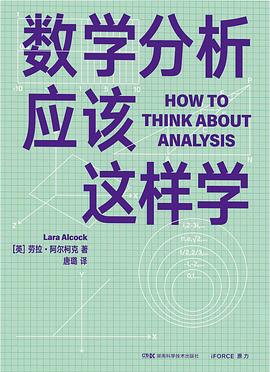 数学分析
应该
HOW TO
THINK ABOUT
ANALYSIS
这样学
Lara Alcock
[英] 劳拉·阿尔柯克 著
唐璐 译
湖南科学技术出版社
iFORCE 原力